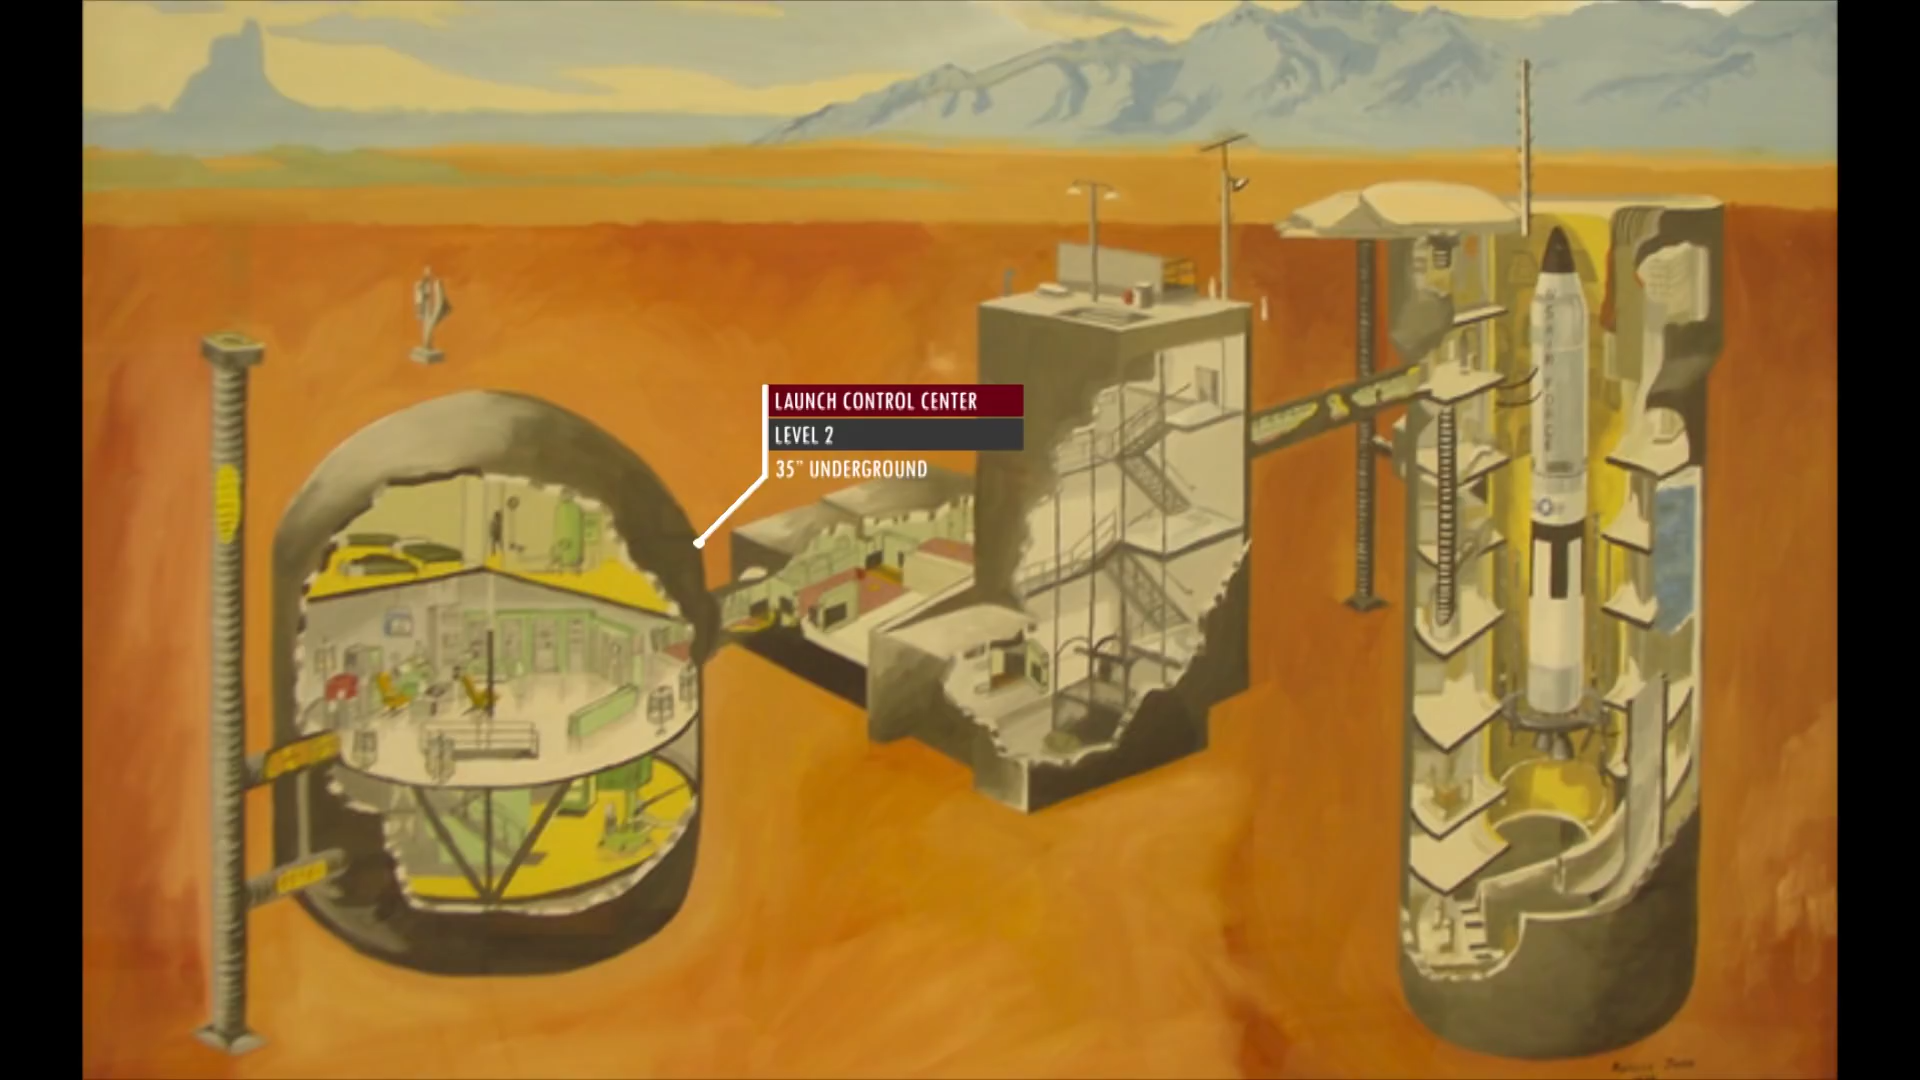 LAUNCH CONTROL CENTER
LEVEL 2
35” UNDERGROUND